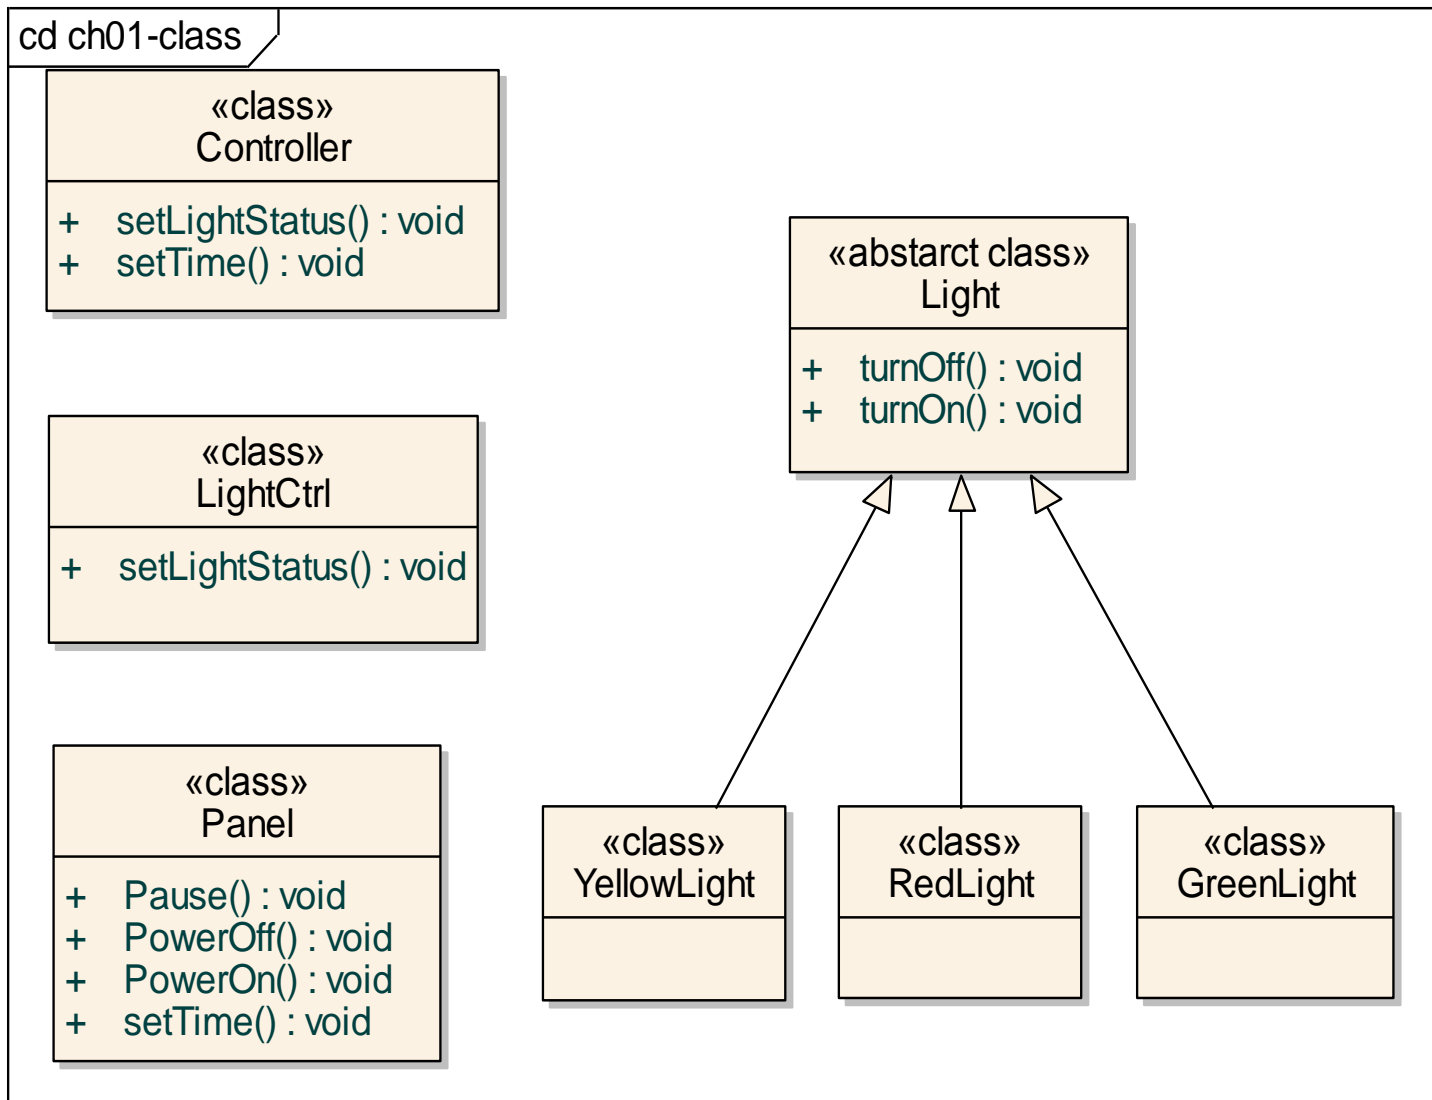 cd ch01-class
«class»
Controller
+ setLightStatus() : void
+ setTime() : void
«class»
LightCtrl
+ setLightStatus() : void
«class»
Panel
+ Pause() : void
+ PowerOff() : void
+ PowerOn() : void
+ setTime() : void
«abstarct class»
Light
+ turnOff() : void
+ turnOn() : void
«class»
YellowLight
«class»
RedLight
«class»
GreenLight